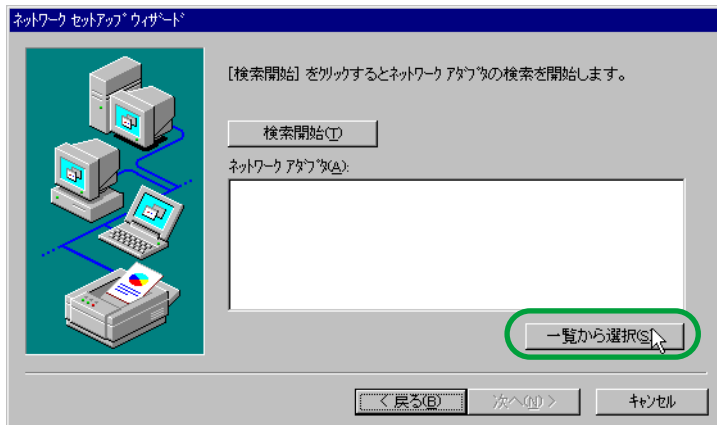 ネットワーク セットアップ ウィザード
[検索開始] をクリックするとネットワーク アダプタの検索を開始します。
検索開始(T)
ネットワーク アダプタ(A):
一覧から選択(S)
< 戻る(B)
次へ(N) >
キャンセル